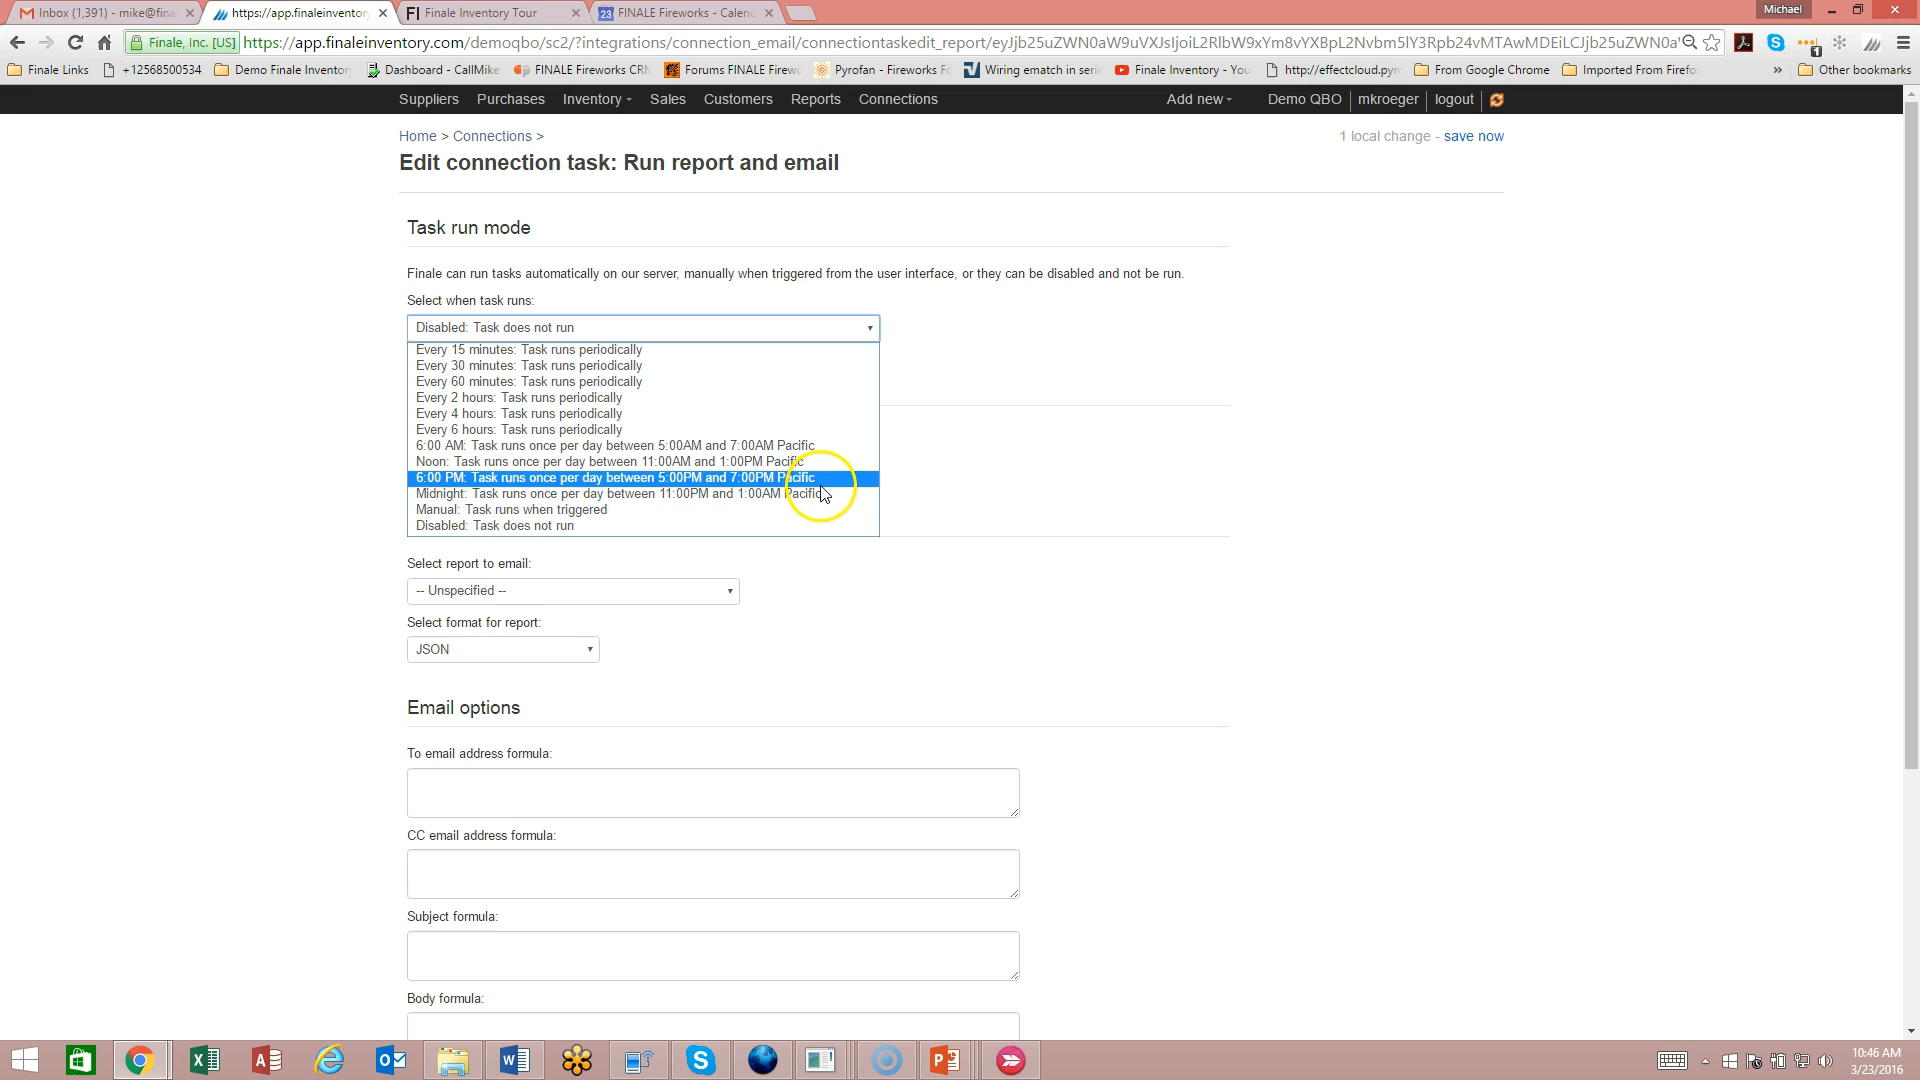 Inbox (1,391) - mike@fina
https://app.finaleinventory
Finale Inventory Tour
23 FINALE Fireworks - Calend
Michael
Finale, Inc. [US]
https://app.finaleinventory.com/demoqbo/sc2/?integrations/connection_email/connectiontaskedit_report/
Finale Links
+12568500534
Demo Finale Inventory
Dashboard - CallMike
FINALE Fireworks CRM
Forums FINALE Firew
Pyrofan - Fireworks Fo
Wiring ematch in serie
Finale Inventory - You
http://effectcloud.pyr
From Google Chrome
Imported From Firefo
»
Other bookmarks
Suppliers
Purchases
Inventory
Sales
Customers
Reports
Connections
Add new
Demo QBO
mkroeger
logout
Home > Connections >
1 local change - save now
Edit connection task: Run report and email
Task run mode
Finale can run tasks automatically on our server, manually when triggered from the user interface, or they can be disabled and not be run.
Select when task runs:
Disabled: Task does not run
Every 15 minutes: Task runs periodically
Every 30 minutes: Task runs periodically
Every 60 minutes: Task runs periodically
Every 2 hours: Task runs periodically
Every 4 hours: Task runs periodically
Every 6 hours: Task runs periodically
6:00 AM: Task runs once per day between 5:00AM and 7:00AM Pacific
Noon: Task runs once per day between 11:00AM and 1:00PM Pacific
6:00 PM: Task runs once per day between 5:00PM and 7:00PM Pacific
Midnight: Task runs once per day between 11:00PM and 1:00AM Pacific
Manual: Task runs when triggered
Disabled: Task does not run
Select report to email:
-- Unspecified --
Select format for report:
JSON
Email options
To email address formula:
CC email address formula:
Subject formula:
Body formula:
10:46 AM
3/23/2016